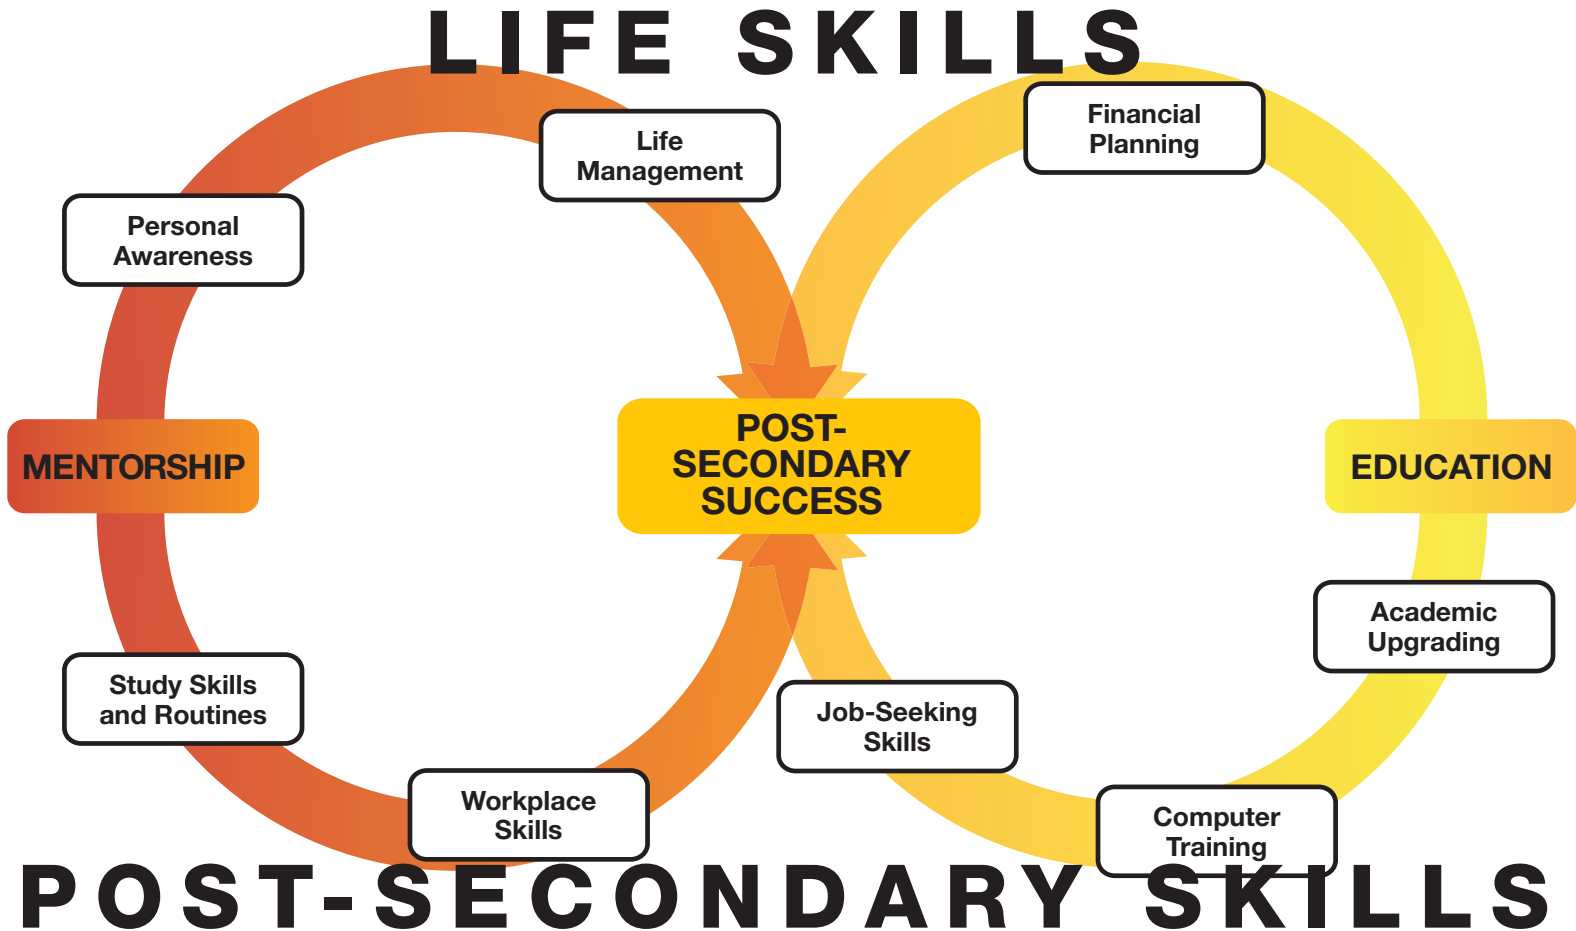 LIFE SKILLS
Financial
Planning
Life
Management
Personal
Awareness
MENTORSHIP
POST-
SECONDARY
SUCCESS
EDUCATION
Academic
Upgrading
Study Skills
and Routines
Job-Seeking
Skills
Workplace
Skills
Computer
Training
POST-SECONDARY SKILLS